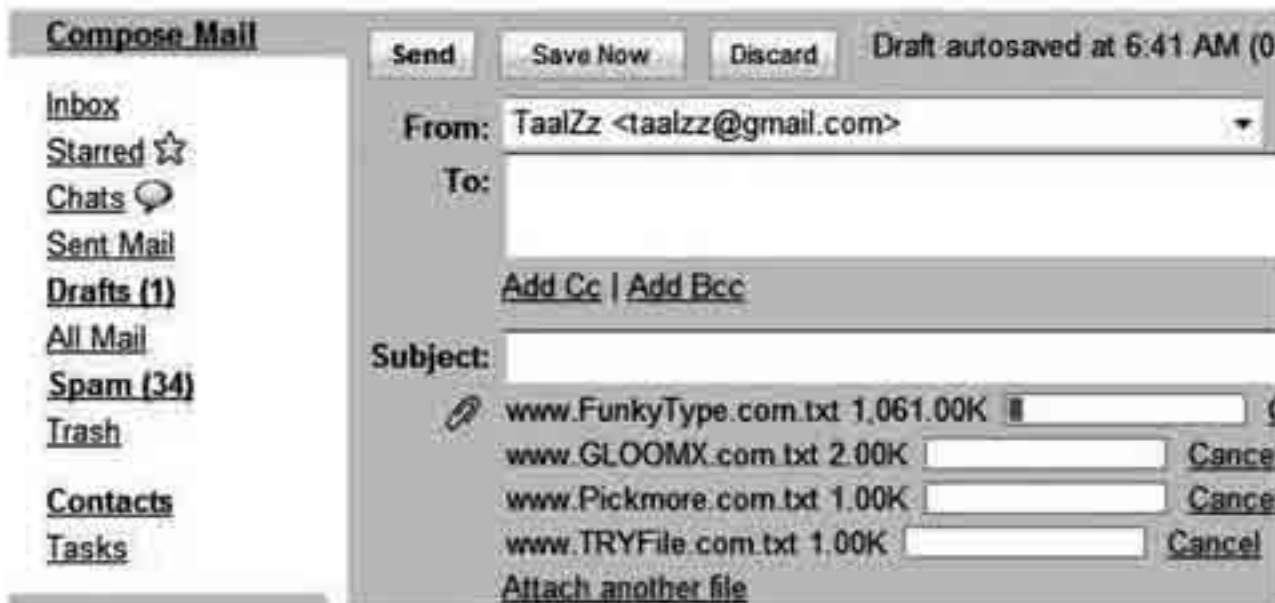 Compose Mail
Inbox
Starred
Chats
Sent Mail
Drafts (1)
All Mail
Spam (34)
Trash
Contacts
Tasks
Send Save Now Discard Draft autosaved at 6:41 AM (0
From: TaalZz <taalzz@gmail.com>
To:
Add Cc | Add Bcc
Subject:
www.FunkyType.com.txt 1,061.00K
www.GLOOMX.com.txt 2.00K Cance
www.Pickmore.com.txt 1.00K Cance
www.TRYFile.com.txt 1.00K Cancel
Attach another file